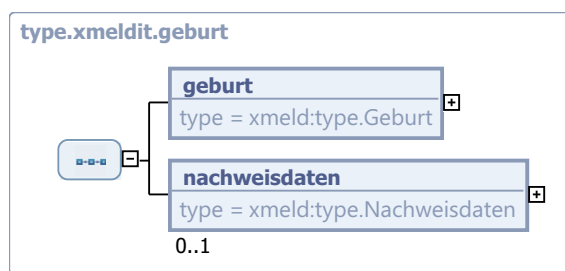 type.xmeldit.geburt
geburt
type = xmeld:type.Geburt
nachweisdaten
type = xmeld:type.Nachweisdaten
0..1